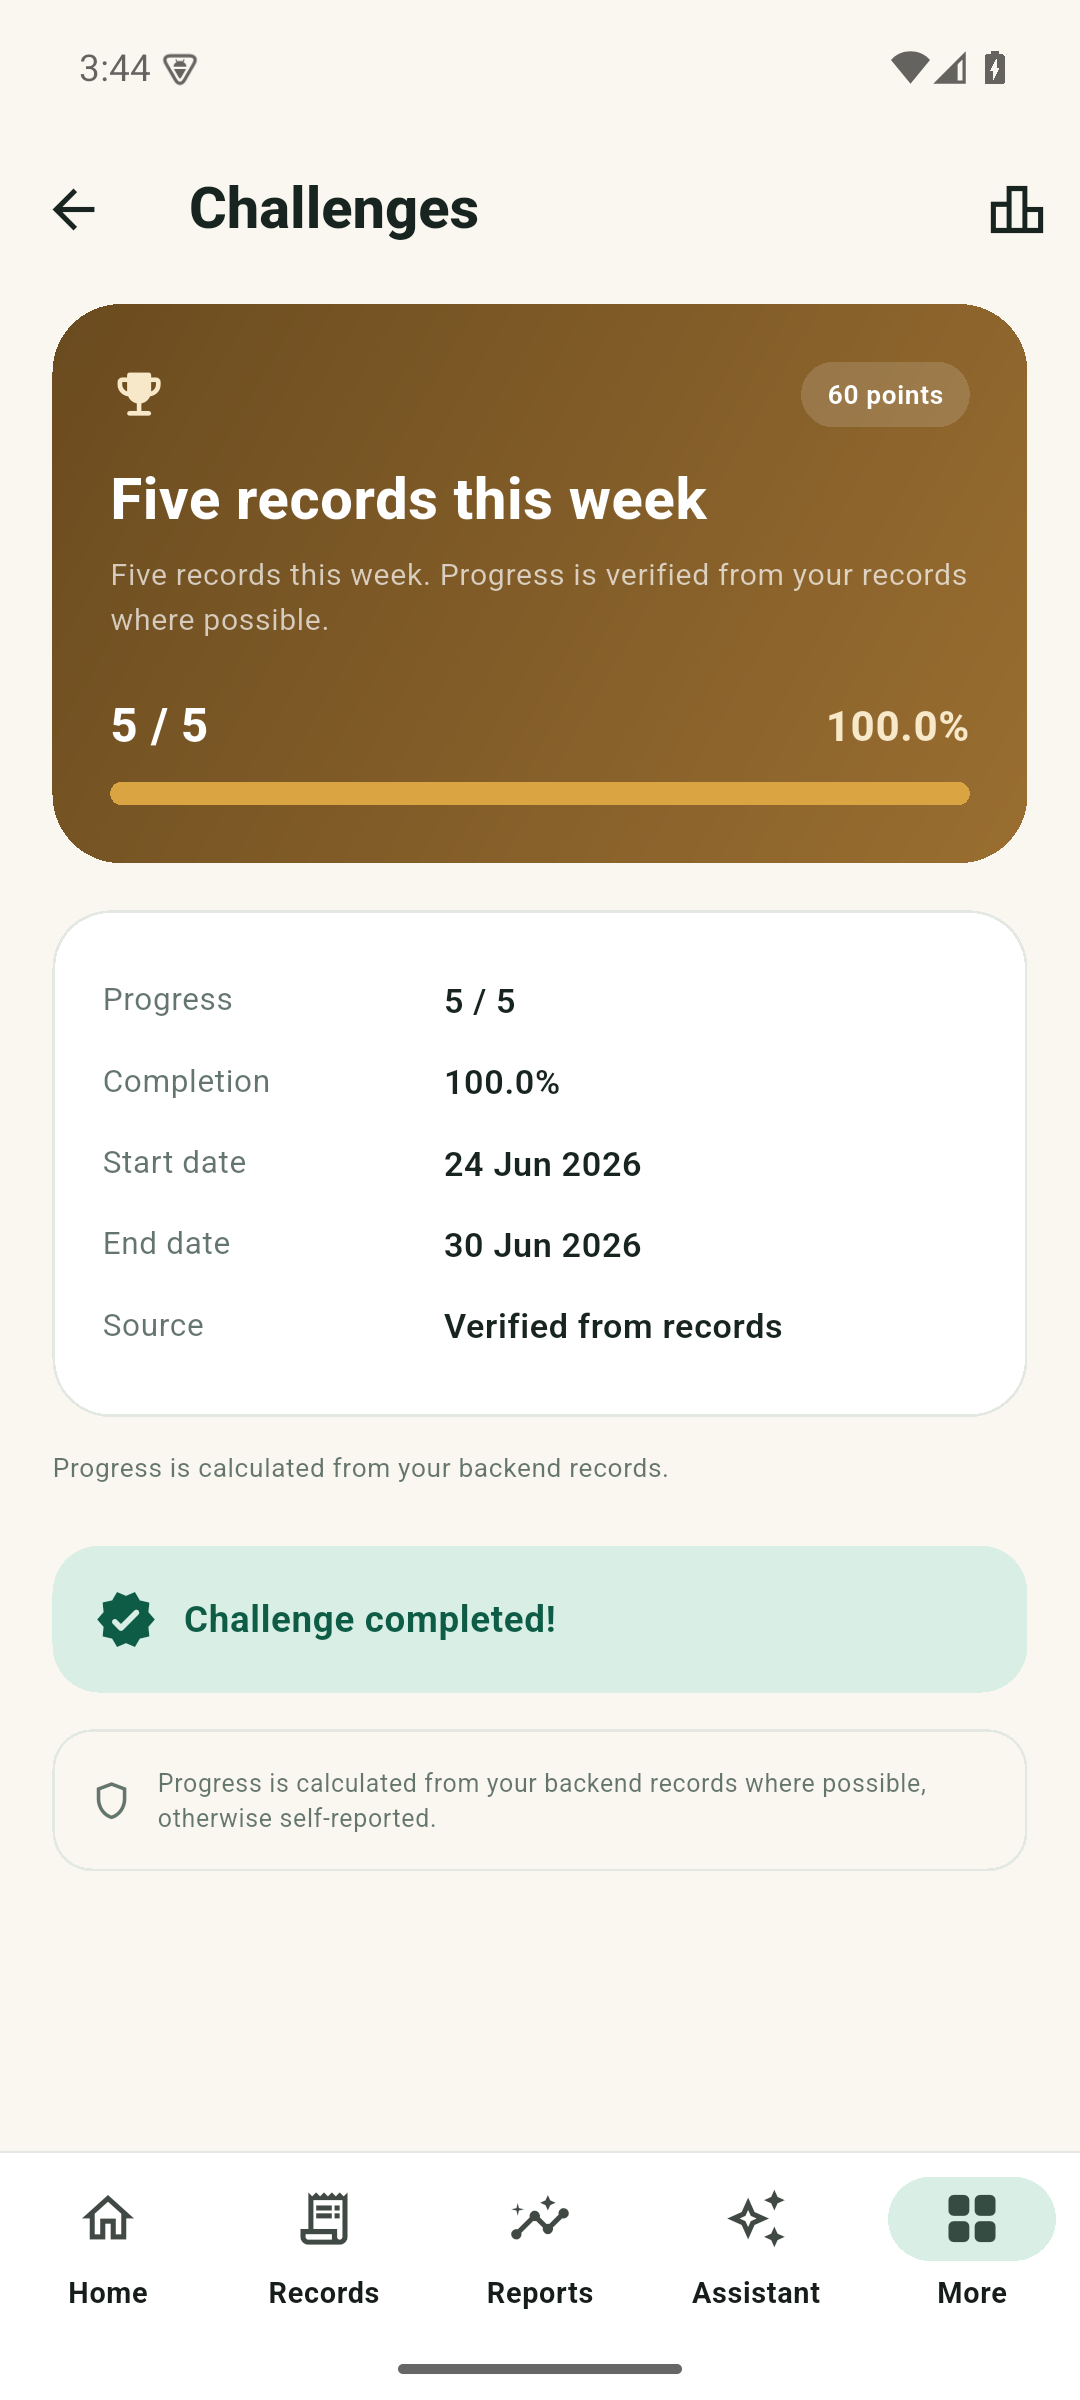 3:44
Challenges
60 points
Five records this week
Five records this week. Progress is verified from your records
where possible.
5 / 5
100.0%
Progress
5 / 5
Completion
100.0%
Start date
24 Jun 2026
End date
30 Jun 2026
Source
Verified from records
Progress is calculated from your backend records.
Challenge completed!
Progress is calculated from your backend records where possible,
otherwise self-reported.
Home
Records
Reports
Assistant
More